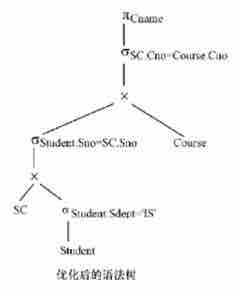 πCname
σSC.Cno=Course.Cno
×
σStudent.Sno=SC.Sno
Course
×
SC
σStudent.Sdept='IS'
Student
优化后的语法树